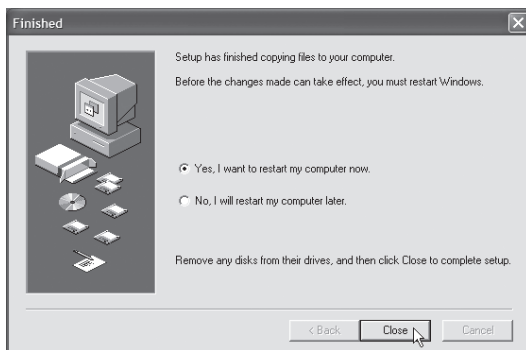 Finished
Setup has finished copying files to your computer.
Before the changes made can take effect, you must restart Windows.
Yes, I want to restart my computer now.
No, I will restart my computer later.
Remove any disks from their drives, and then click Close to complete setup.
< Back
Close
Cancel